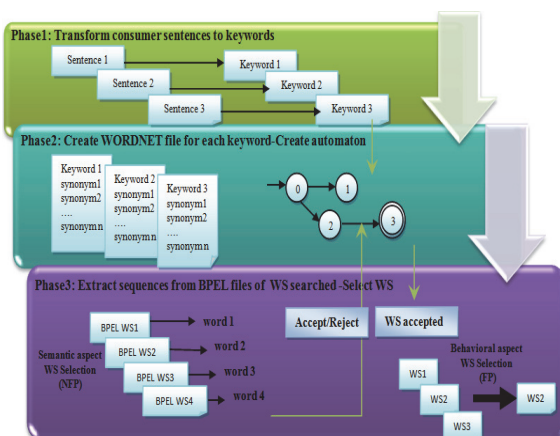 Phase1: Transform consumer sentences to keywords
Sentence 1
Keyword 1
Sentence 2
Keyword 2
Sentence 3
Keyword 3
Phase2: Create WORDNET file for each keyword-Create automaton
Keyword 1
synonym1
synonym2
....
synonymn
Keyword 2
synonym1
synonym2
....
synonymn
Keyword 3
synonym1
synonym2
....
synonymn
0
1
2
3
Phase3: Extract sequences from BPEL files of WS searched -Select WS
Semantic aspect
WS Selection
(NFP)
BPEL WS1
word 1
BPEL WS2
word 2
BPEL WS3
word 3
BPEL WS4
word 4
Accept/Reject
WS accepted
WS1
WS2
WS3
Behavioral aspect
WS Selection
(FP)
WS2